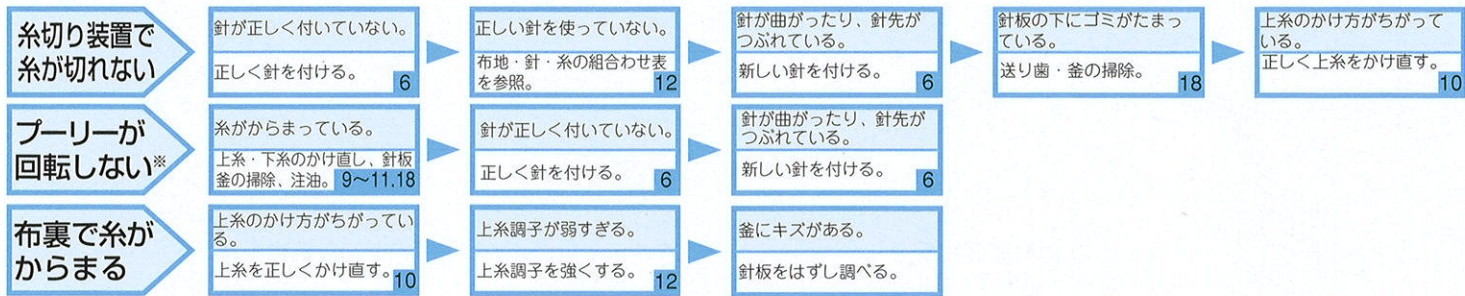 糸切り装置で
糸が切れない
針が正しく付いていない。
正しく針を付ける。
6
正しい針を使っていない。
布地・針・糸の組合わせ表
を参照。
12
針が曲がったり、針先が
つぶれている。
新しい針を付ける。
6
針板の下にゴミがたまっ
ている。
送り歯・釜の掃除。
18
上糸のかけ方がちがって
いる。
正しく上糸をかけ直す。
10
プーリーが
回転しない※
糸がからまっている。
上糸・下糸のかけ直し、針板
釜の掃除、注油。 9〜11.18
針が正しく付いていない。
正しく針を付ける。
6
針が曲がったり、針先が
つぶれている。
新しい針を付ける。
6
布裏で糸が
からまる
上糸のかけ方がちがってい
る。
上糸を正しくかけ直す。
10
上糸調子が弱すぎる。
上糸調子を強くする。
12
釜にキズがある。
針板をはずし調べる。